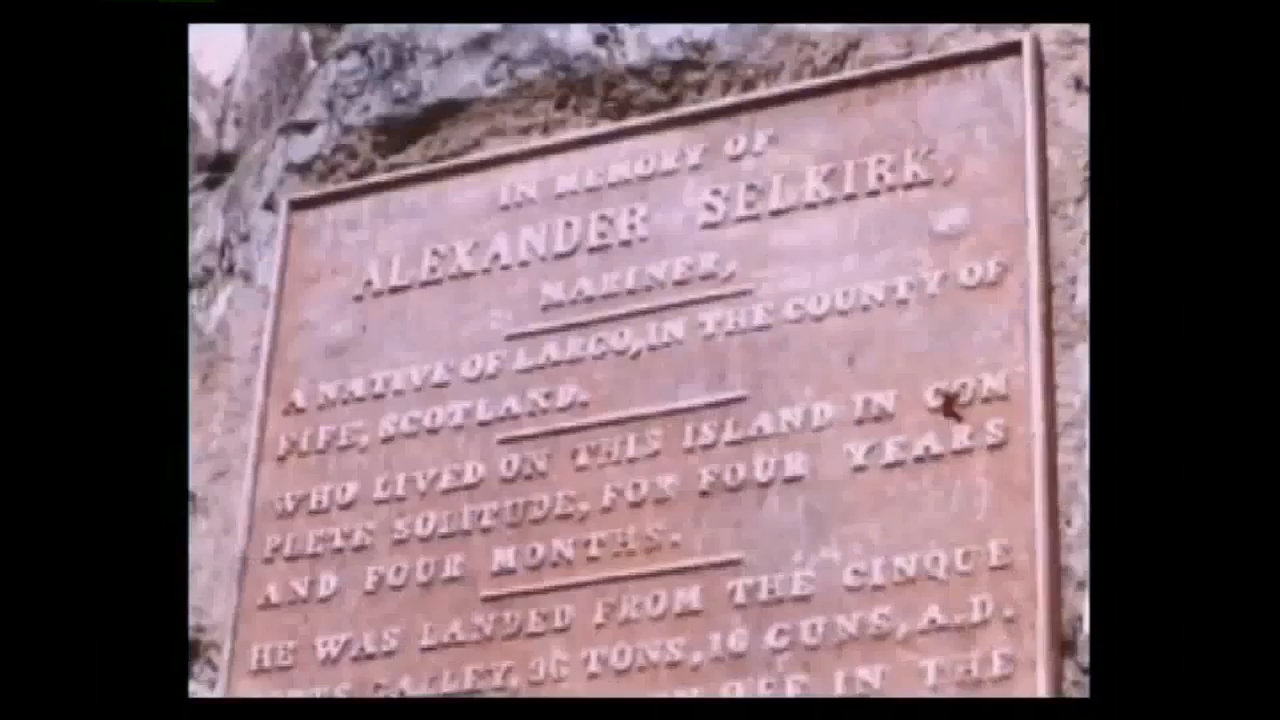 IN MEMORY OF
ALEXANDER SELKIRK,
MARINER,
A NATIVE OF LARGO, IN THE COUNTY OF
FIFE, SCOTLAND.
WHO LIVED ON THIS ISLAND IN COM
PLETE SOLITUDE, FOR FOUR YEARS
AND FOUR MONTHS.
HE WAS LANDED FROM THE CINQUE
GALLEY, TONS, 16 GUNS, A.D.
OFF IN THE